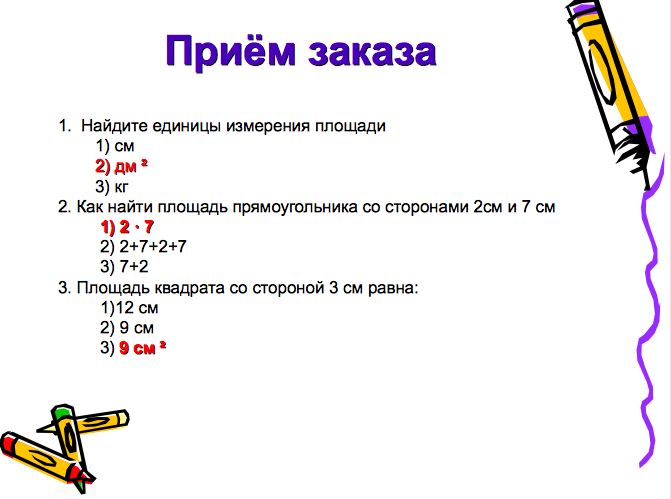 Приём заказа
1. Найдите единицы измерения площади
1) см
2) дм ²
3) кг
2. Как найти площадь прямоугольника со сторонами 2см и 7 см
1) 2 · 7
2) 2+7+2+7
3) 7+2
3. Площадь квадрата со стороной 3 см равна:
1)12 см
2) 9 см
3) 9 см ²